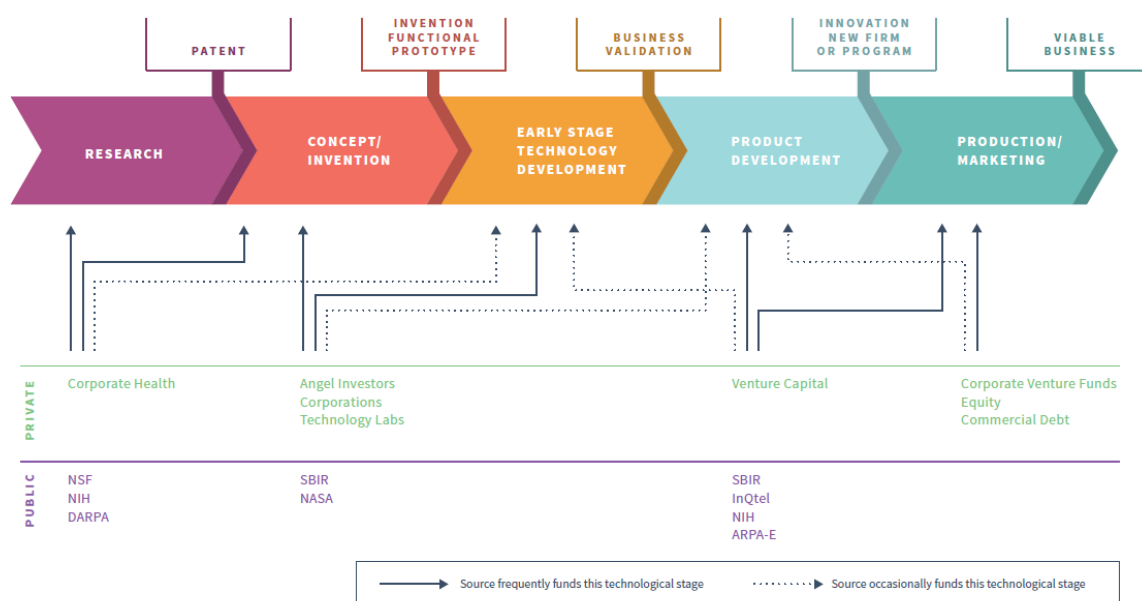 PATENT
INVENTION
FUNCTIONAL
PROTOTYPE
BUSINESS
VALIDATION
INNOVATION
NEW FIRM
OR PROGRAM
VIABLE
BUSINESS
RESEARCH
CONCEPT/
INVENTION
EARLY STAGE
TECHNOLOGY
DEVELOPMENT
PRODUCT
DEVELOPMENT
PRODUCTION/
MARKETING
PRIVATE
Corporate Health
Angel Investors
Corporations
Technology Labs
Venture Capital
Corporate Venture Funds
Equity
Commercial Debt
PUBLIC
NSF
NIH
DARPA
SBIR
NASA
SBIR
InQtel
NIH
ARPA-E
Source frequently funds this technological stage
Source occasionally funds this technological stage